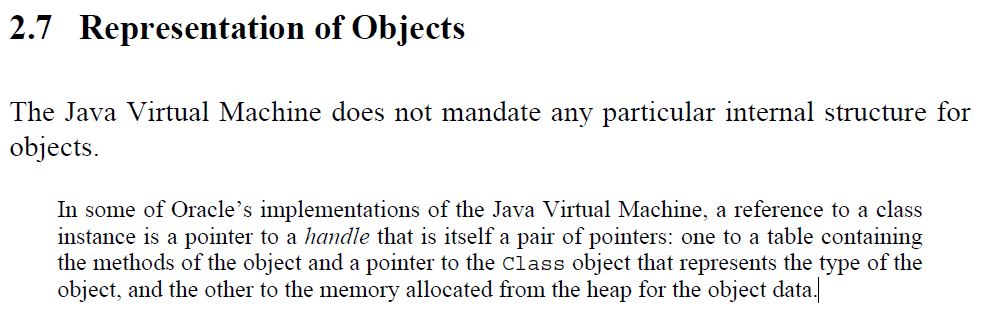 2.7 Representation of Objects
The Java Virtual Machine does not mandate any particular internal structure for
objects.
In some of Oracle’s implementations of the Java Virtual Machine, a reference to a class
instance is a pointer to a handle that is itself a pair of pointers: one to a table containing
the methods of the object and a pointer to the Class object that represents the type of the
object, and the other to the memory allocated from the heap for the object data.